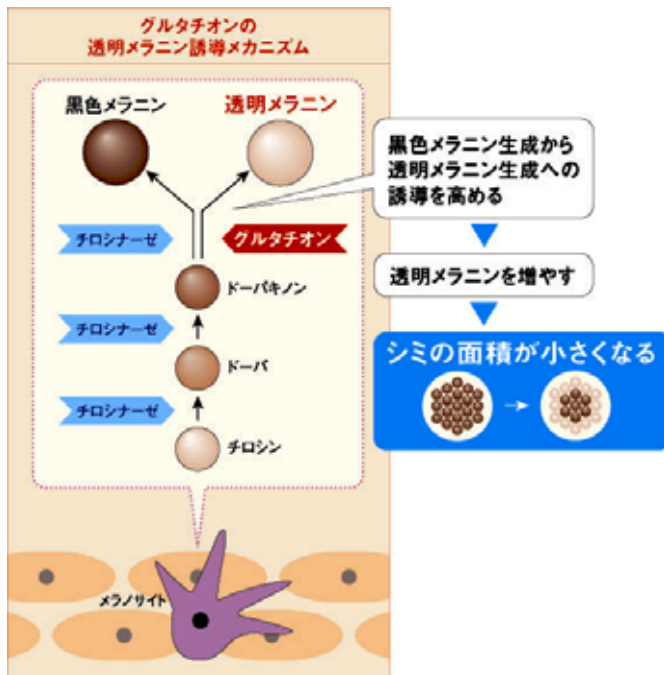 グルタチオンの
透明メラニン誘導メカニズム
黒色メラニン
透明メラニン
チロシナーゼ
グルタチオン
ドーパキノン
チロシナーゼ
ドーパ
チロシナーゼ
チロシン
メラノサイト
黒色メラニン生成から
透明メラニン生成への
誘導を高める
透明メラニンを増やす
シミの面積が小さくなる